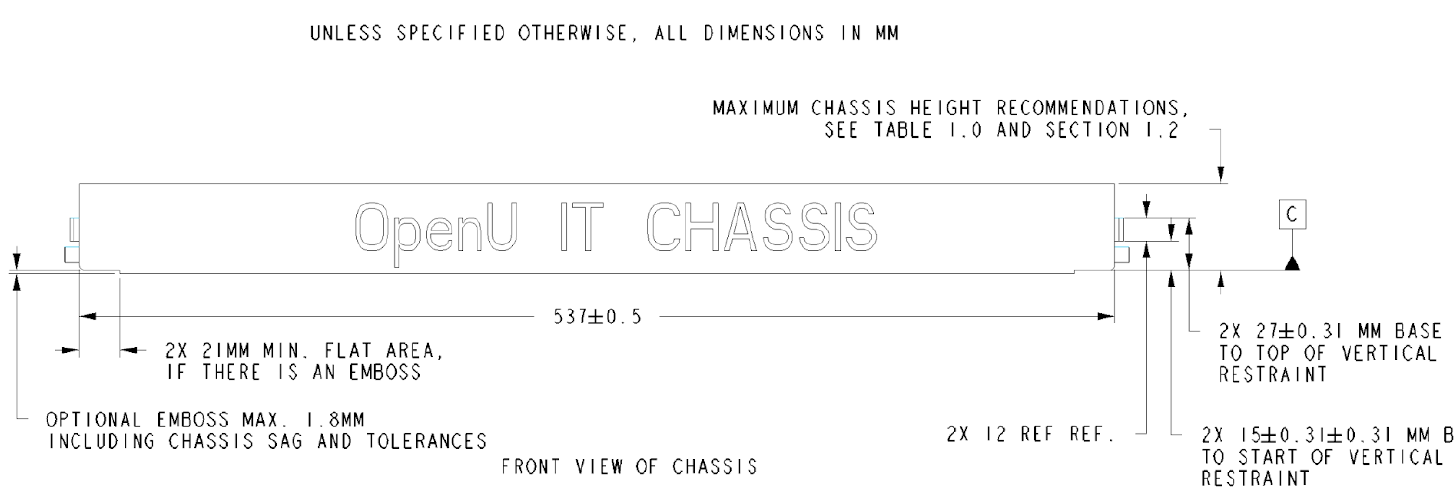 UNLESS SPECIFIED OTHERWISE, ALL DIMENSIONS IN MM
MAXIMUM CHASSIS HEIGHT RECOMMENDATIONS,
SEE TABLE 1.0 AND SECTION 1.2
OpenU IT CHASSIS
C
537±0.5
2X 27±0.31 MM BASE
TO TOP OF VERTICAL
RESTRAINT
2X 21MM MIN. FLAT AREA,
IF THERE IS AN EMBOSS
OPTIONAL EMBOSS MAX. 1.8MM
INCLUDING CHASSIS SAG AND TOLERANCES
2X 12 REF REF.
2X 15±0.31±0.31 MM B
TO START OF VERTICAL
RESTRAINT
FRONT VIEW OF CHASSIS